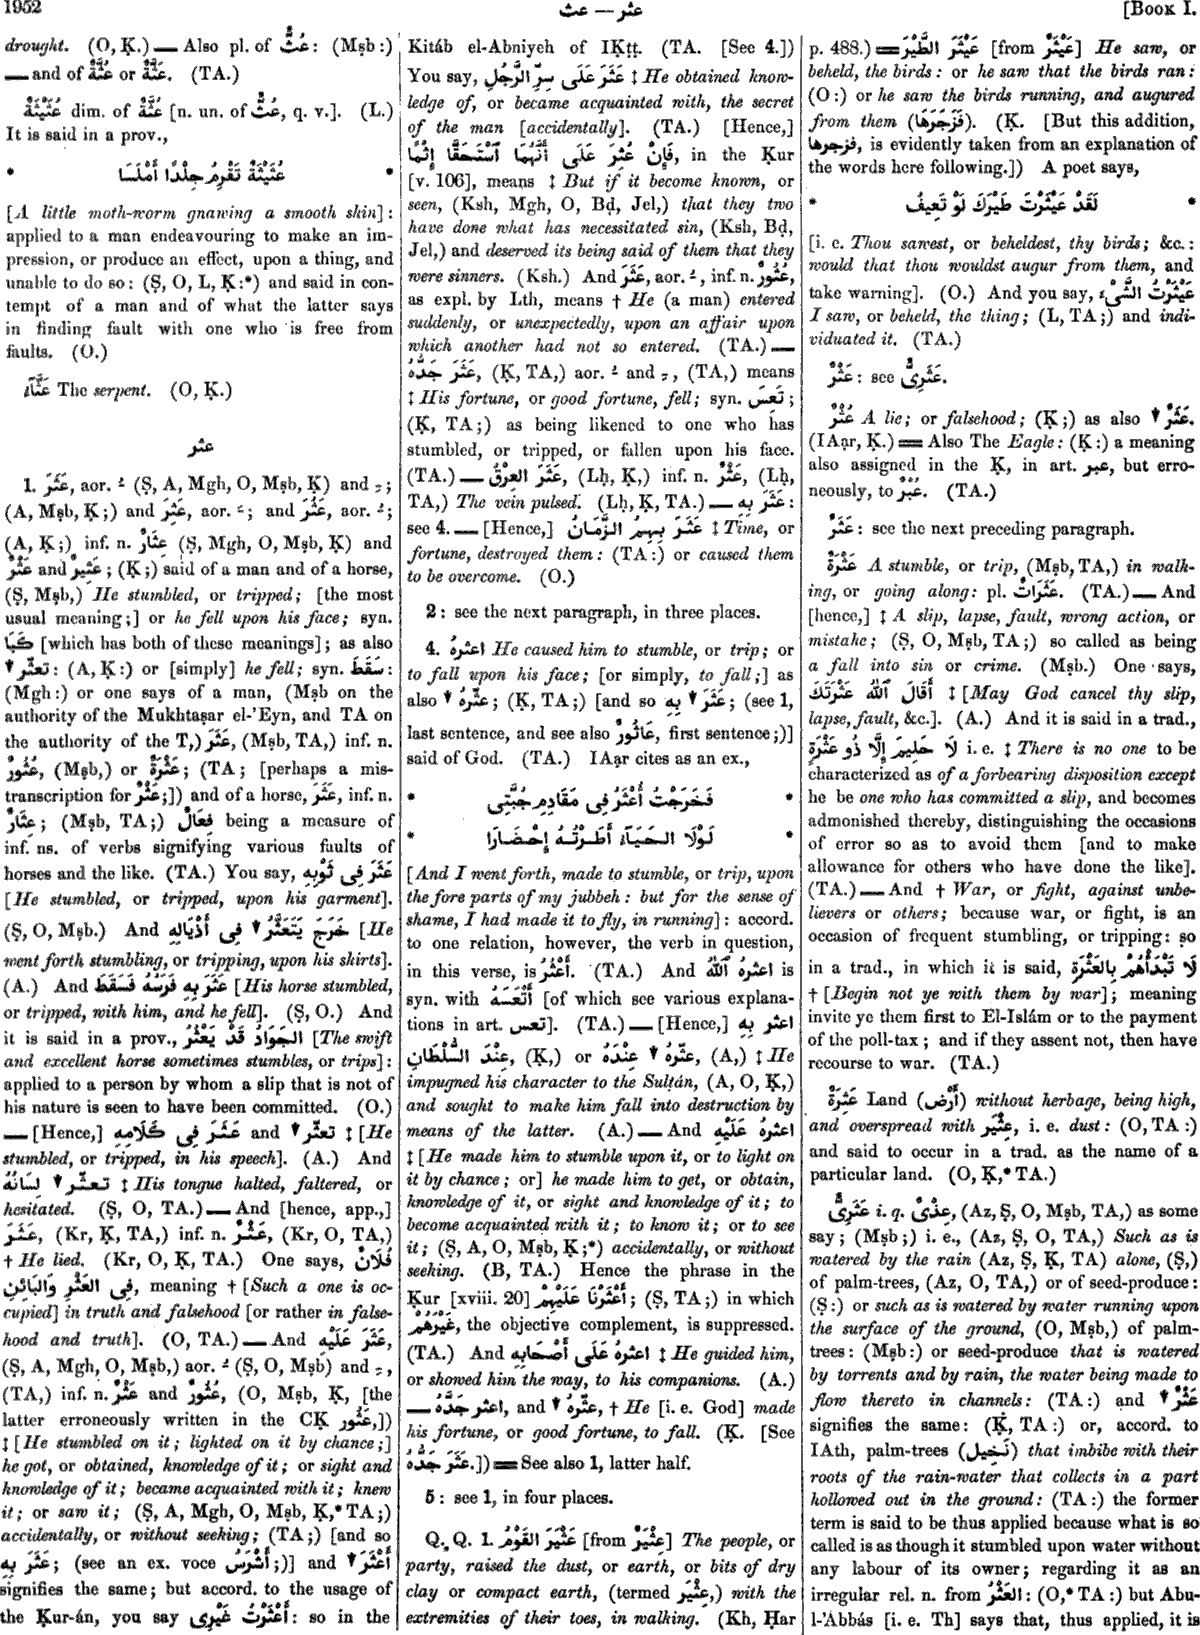 1952
عثر — عث
[BOOK I.
drought. (O, Ḳ.) — Also pl. of عُثٌّ: (Mṣb:)
— and of عُثَّةٌ or عَثَّةٌ. (TA.)
عُثَيْثَةٌ dim. of عُثَّةٌ [n. un. of عُثٌّ, q. v.]. (L.)
It is said in a prov.,
* عُثَيْثَةٌ تَقْرِمُ جِلْدًا أَمْلَسَا *
[A little moth-worm gnawing a smooth skin]:
applied to a man endeavouring to make an im-
pression, or produce an effect, upon a thing, and
unable to do so: (Ṣ, O, L, Ḳ:*) and said in con-
tempt of a man and of what the latter says
in finding fault with one who is free from
faults. (O.)
عَثَّآءُ The serpent. (O, Ḳ.)
عثر
1. عَثَرَ, aor. ـُ (Ṣ, A, Mgh, O, Mṣb, Ḳ) and ـِ;
(A, Mṣb, Ḳ;) and عَثِرَ, aor. ـَ; and عَثُرَ, aor. ـُ;
(A, Ḳ;) inf. n. عِثَارٌ (Ṣ, Mgh, O, Mṣb, Ḳ) and
عَثْرٌ and عَثِيرٌ; (Ḳ;) said of a man and of a horse,
(Ṣ, Mṣb,) He stumbled, or tripped; [the most
usual meaning;] or he fell upon his face; syn.
كَبَا [which has both of these meanings]; as also
▼ تعثّر: (A, Ḳ:) or [simply] he fell; syn. سَقَطَ:
(Mgh:) or one says of a man, (Mṣb on the
authority of the Mukhtaṣar el-'Eyn, and TA on
the authority of the T,) عَثَرَ, (Mṣb, TA,) inf. n.
عُثُورٌ, (Mṣb,) or عَثْرَةٌ; (TA; [perhaps a mis-
transcription for عَثْرٌ;]) and of a horse, عَثَرَ, inf. n.
عِثَارٌ; (Mṣb, TA;) فِعَالٌ being a measure of
inf. ns. of verbs signifying various faults of
horses and the like. (TA.) You say, عَثَرَ فِى ثَوْبِهِ
[He stumbled, or tripped, upon his garment].
(Ṣ, O, Mṣb.) And خَرَجَ يَتَعَثَّرُ ▼ فِى أَذْيَالِهِ [He
went forth stumbling, or tripping, upon his skirts].
(A.) And عَثَرَ بِهِ فَرَسُهُ فَسَقَطَ [His horse stumbled,
or tripped, with him, and he fell]. (Ṣ, O.) And
it is said in a prov., الجَوَادُ قَدْ يَعْثُرُ [The swift
and excellent horse sometimes stumbles, or trips]:
applied to a person by whom a slip that is not of
his nature is seen to have been committed. (O.)
— [Hence,] عَثَرَ فِى كَلَامِهِ and ▼ تعثّر ‡ [He
stumbled, or tripped, in his speech]. (A.) And
تعثّر ▼ لِسَانُهُ ‡ His tongue halted, faltered, or
hesitated. (Ṣ, O, TA.) — And [hence, app.,]
عَثَرَ, (Kr, Ḳ, TA,) inf. n. عَثْرٌ, (Kr, O, TA,)
† He lied. (Kr, O, Ḳ, TA.) One says, فُلَانٌ
فِى العَثْرِ وَالبَائِنِ, meaning † [Such a one is oc-
cupied] in truth and falsehood [or rather in false-
hood and truth]. (O, TA.) — And عَثَرَ عَلَيْهِ,
(Ṣ, A, Mgh, O, Mṣb,) aor. ـُ (Ṣ, O, Mṣb) and ـِ,
(TA,) inf. n. عَثْرٌ and عُثُورٌ, (O, Mṣb, Ḳ, [the
latter erroneously written in the CḲ عَثُور,])
‡ [He stumbled on it; lighted on it by chance;]
he got, or obtained, knowledge of it; or sight and
knowledge of it; became acquainted with it; knew
it; or saw it; (Ṣ, A, Mgh, O, Mṣb, Ḳ,* TA;)
accidentally, or without seeking; (TA;) [and so
عَثَرَ بِهِ; (see an ex. voce أَشْرَسُ;)] and ▼ أَعْثَرَ
signifies the same; but accord. to the usage of
the Ḳur-án, you say أَعْثَرْتُ غَيْرِى: so in the
Kitáb el-Abniyeh of IḲṭṭ. (TA. [See 4.])
You say, عَثَرَ عَلَى سِرِّ الرَّجُلِ ‡ He obtained know-
ledge of, or became acquainted with, the secret
of the man [accidentally]. (TA.) [Hence,]
فَإِنْ عُثِرَ عَلَى أَنَّهُمَا ٱسْتَحَقَّا إِثْمًا, in the Ḳur
[v. 106], means ‡ But if it become known, or
seen, (Ksh, Mgh, O, Bḍ, Jel,) that they two
have done what has necessitated sin, (Ksh, Bḍ,
Jel,) and deserved its being said of them that they
were sinners. (Ksh.) And عَثَرَ, aor. ـُ, inf. n. عُثُورٌ,
as expl. by Lth, means † He (a man) entered
suddenly, or unexpectedly, upon an affair upon
which another had not so entered. (TA.) —
عَثَرَ جَدُّهُ, (Ḳ, TA,) aor. ـُ and ـِ, (TA,) means
‡ His fortune, or good fortune, fell; syn. تَعِسَ;
(Ḳ, TA;) as being likened to one who has
stumbled, or tripped, or fallen upon his face.
(TA.) — عَثَرَ العِرْقُ, (Lḥ, Ḳ,) inf. n. عَثْرٌ, (Lḥ,
TA,) The vein pulsed. (Lḥ, Ḳ, TA.) — عَثَرَ بِهِ:
see 4. — [Hence,] عَثَرَ بِهِمُ الزَّمَانُ ‡ Time, or
fortune, destroyed them: (TA:) or caused them
to be overcome. (O.)
2: see the next paragraph, in three places.
4. اعثرهُ He caused him to stumble, or trip; or
to fall upon his face; [or simply, to fall;] as
also ▼ عثّرهُ; (Ḳ, TA;) [and so عَثَرَ ▼ بِهِ; (see 1,
last sentence, and see also عَاثُورٌ, first sentence;)]
said of God. (TA.) IAạr cites as an ex.,
* فَخَرَجْتُ أُعْثَرُ فِى مَقَادِمِ جُبَّتِى *
* لَوْلَا الحَيَآءُ أَطَرْتُهُ إِحْضَارَا *
[And I went forth, made to stumble, or trip, upon
the fore parts of my jubbeh: but for the sense of
shame, I had made it to fly, in running]: accord.
to one relation, however, the verb in question,
in this verse, is أَعْثُرُ. (TA.) And اعثرهُ ٱللّٰهُ is
syn. with أَتْعَسَهُ [of which see various explana-
tions in art. تعس]. (TA.) — [Hence,] اعثر بِهِ
عِنْدَ السُّلْطَانِ, (Ḳ,) or عثّرهُ ▼ عِنْدَهُ, (A,) ‡ He
impugned his character to the Sulṭán, (A, O, Ḳ,)
and sought to make him fall into destruction by
means of the latter. (A.) — And اعثرهُ عَلَيْهِ
‡ [He made him to stumble upon it, or to light on
it by chance; or] he made him to get, or obtain,
knowledge of it, or sight and knowledge of it; to
become acquainted with it; to know it; or to see
it; (Ṣ, A, O, Mṣb, Ḳ;*) accidentally, or without
seeking. (B, TA.) Hence the phrase in the
Ḳur [xviii. 20] أَعْثَرْنَا عَلَيْهِمْ; (Ṣ, TA;) in which
غَيْرَهُمْ, the objective complement, is suppressed.
(TA.) And اعثرهُ عَلَى أَصْحَابِهِ ‡ He guided him,
or showed him the way, to his companions. (A.)
— اعثر جَدَّهُ, and ▼ عثّرهُ, † He [i. e. God] made
his fortune, or good fortune, to fall. (Ḳ. [See
عَثَرَ جَدُّهُ.]) ═ See also 1, latter half.
5: see 1, in four places.
Q. Q. 1. عَثْيَرَ القَوْمُ [from عِثْيَرٌ] The people, or
party, raised the dust, or earth, or bits of dry
clay or compact earth, (termed عِثْيَر,) with the
extremities of their toes, in walking. (Kh, Ḥar
p. 488.) ═ عَيْثَرَ الطَّيْرَ [from عَيْثَرٌ] He saw, or
beheld, the birds: or he saw that the birds ran:
(O:) or he saw the birds running, and augured
from them (فَزَجَرَهَا). (Ḳ. [But this addition,
فزجرها, is evidently taken from an explanation of
the words here following.]) A poet says,
* لَقَدْ عَيْثَرْتَ طَيْرَكَ لَوْ تَعِيفُ *
[i. e. Thou sawest, or beheldest, thy birds; &c.:
would that thou wouldst augur from them, and
take warning]. (O.) And you say, عَيْثَرْتُ الشَّىْءَ
I saw, or beheld, the thing; (L, TA;) and indi-
viduated it. (TA.)
عَثْرٌ: see عَثَرِىٌّ.
عُثْرٌ A lie; or falsehood; (Ḳ;) as also ▼ عَثَرٌ.
(IAạr, Ḳ.) ═ Also The Eagle: (Ḳ:) a meaning
also assigned in the Ḳ, in art. عبر, but erro-
neously, to عُبْرٌ. (TA.)
عَثَرٌ: see the next preceding paragraph.
عَثْرَةٌ A stumble, or trip, (Mṣb, TA,) in walk-
ing, or going along: pl. عَثَرَاتٌ. (TA.) — And
[hence,] ‡ A slip, lapse, fault, wrong action, or
mistake; (Ṣ, O, Mṣb, TA;) so called as being
a fall into sin or crime. (Mṣb.) One says,
أَقَالَ ٱللّٰهُ عَثْرَتَكَ ‡ [May God cancel thy slip,
lapse, fault, &c.]. (A.) And it is said in a trad.,
لَا حَلِيمَ إِلَّا ذُو عَثْرَةٍ i. e. ‡ There is no one to be
characterized as of a forbearing disposition except
he be one who has committed a slip, and becomes
admonished thereby, distinguishing the occasions
of error so as to avoid them [and to make
allowance for others who have done the like].
(TA.) — And † War, or fight, against unbe-
lievers or others; because war, or fight, is an
occasion of frequent stumbling, or tripping: so
in a trad., in which it is said, لَا تَبْدَأْهُمْ بِالعَثْرَةِ
† [Begin not ye with them by war]; meaning
invite ye them first to El-Islám or to the payment
of the poll-tax; and if they assent not, then have
recourse to war. (TA.)
عَثِرَةٌ Land (أَرْض) without herbage, being high,
and overspread with عِثْيَر, i. e. dust: (O, TA:)
and said to occur in a trad. as the name of a
particular land. (O, Ḳ,* TA.)
عَثَرِىٌّ i. q. عِذْىٌ, (Az, Ṣ, O, Mṣb, TA,) as some
say; (Mṣb;) i. e., (Az, Ṣ, O, TA,) Such as is
watered by the rain (Az, Ṣ, Ḳ, TA) alone, (Ṣ,)
of palm-trees, (Az, O, TA,) or of seed-produce:
(Ṣ:) or such as is watered by water running upon
the surface of the ground, (O, Mṣb,) of palm-
trees: (Mṣb:) or seed-produce that is watered
by torrents and by rain, the water being made to
flow thereto in channels: (TA:) and ▼ عَثْرٌ
signifies the same: (Ḳ, TA:) or, accord. to
IAth, palm-trees (نَخِيل) that imbibe with their
roots of the rain-water that collects in a part
hollowed out in the ground: (TA:) the former
term is said to be thus applied because what is so
called is as though it stumbled upon water without
any labour of its owner; regarding it as an
irregular rel. n. from العَثْرُ: (O,* TA:) but Abu-
l-'Abbás [i. e. Th] says that, thus applied, it is